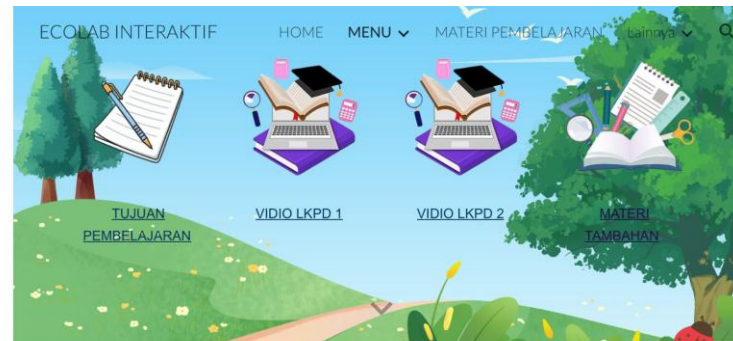 ECOLAB INTERAKTIF HOME MENU MATERI PEMBELAJARAN Lainnya
TUJUAN PEMBELAJARAN
VIDIO LKPD 1
VIDIO LKPD 2
MATERI TAMBAHAN